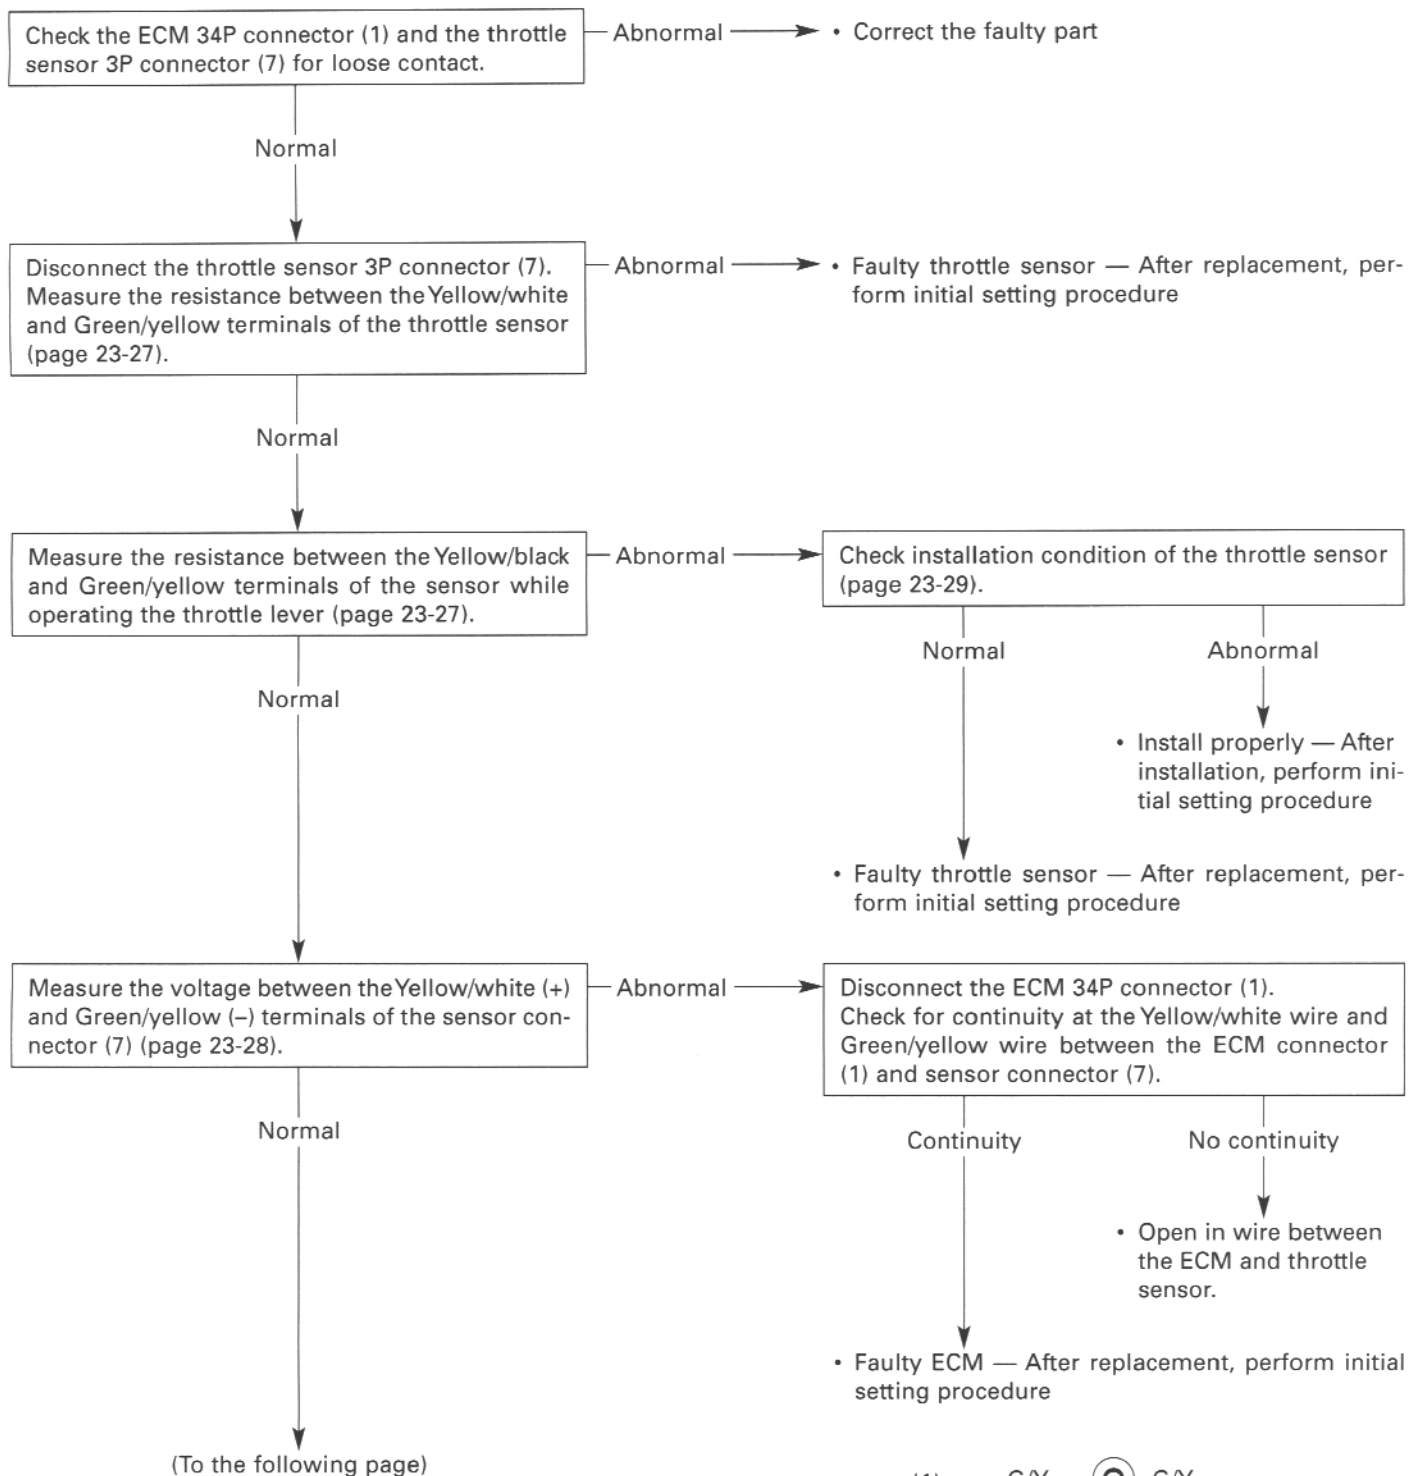 Check the ECM 34P connector (1) and the throttle
sensor 3P connector (7) for loose contact.
Abnormal
• Correct the faulty part
Normal
Disconnect the throttle sensor 3P connector (7).
Measure the resistance between the Yellow/white
and Green/yellow terminals of the throttle sensor
(page 23-27).
Abnormal
• Faulty throttle sensor — After replacement, per-
form initial setting procedure
Normal
Measure the resistance between the Yellow/black
and Green/yellow terminals of the sensor while
operating the throttle lever (page 23-27).
Abnormal
Check installation condition of the throttle sensor
(page 23-29).
Normal
Abnormal
Normal
• Install properly — After
installation, perform ini-
tial setting procedure
• Faulty throttle sensor — After replacement, per-
form initial setting procedure
Measure the voltage between the Yellow/white (+)
and Green/yellow (–) terminals of the sensor con-
nector (7) (page 23-28).
Abnormal
Disconnect the ECM 34P connector (1).
Check for continuity at the Yellow/white wire and
Green/yellow wire between the ECM connector
(1) and sensor connector (7).
Normal
Continuity
No continuity
• Open in wire between
the ECM and throttle
sensor.
• Faulty ECM — After replacement, perform initial
setting procedure
(To the following page)